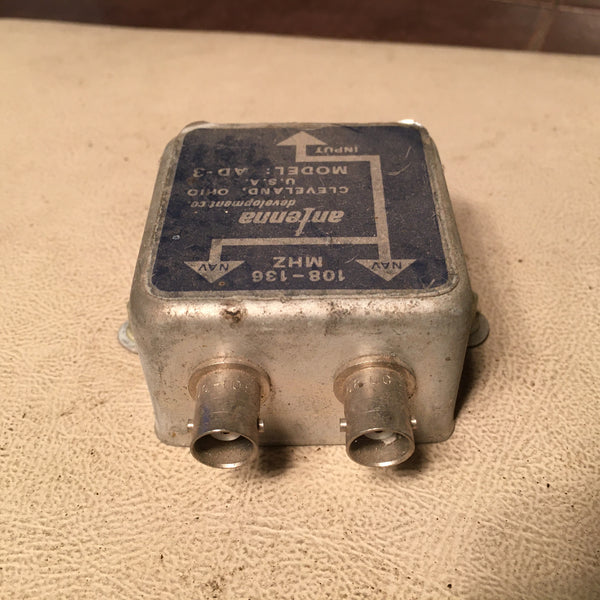 INPUT
MODEL: AD-3
U.S.A.
CLEVELAND, OHIO
development co
antenna
NAV NAV
108-136
MHZ